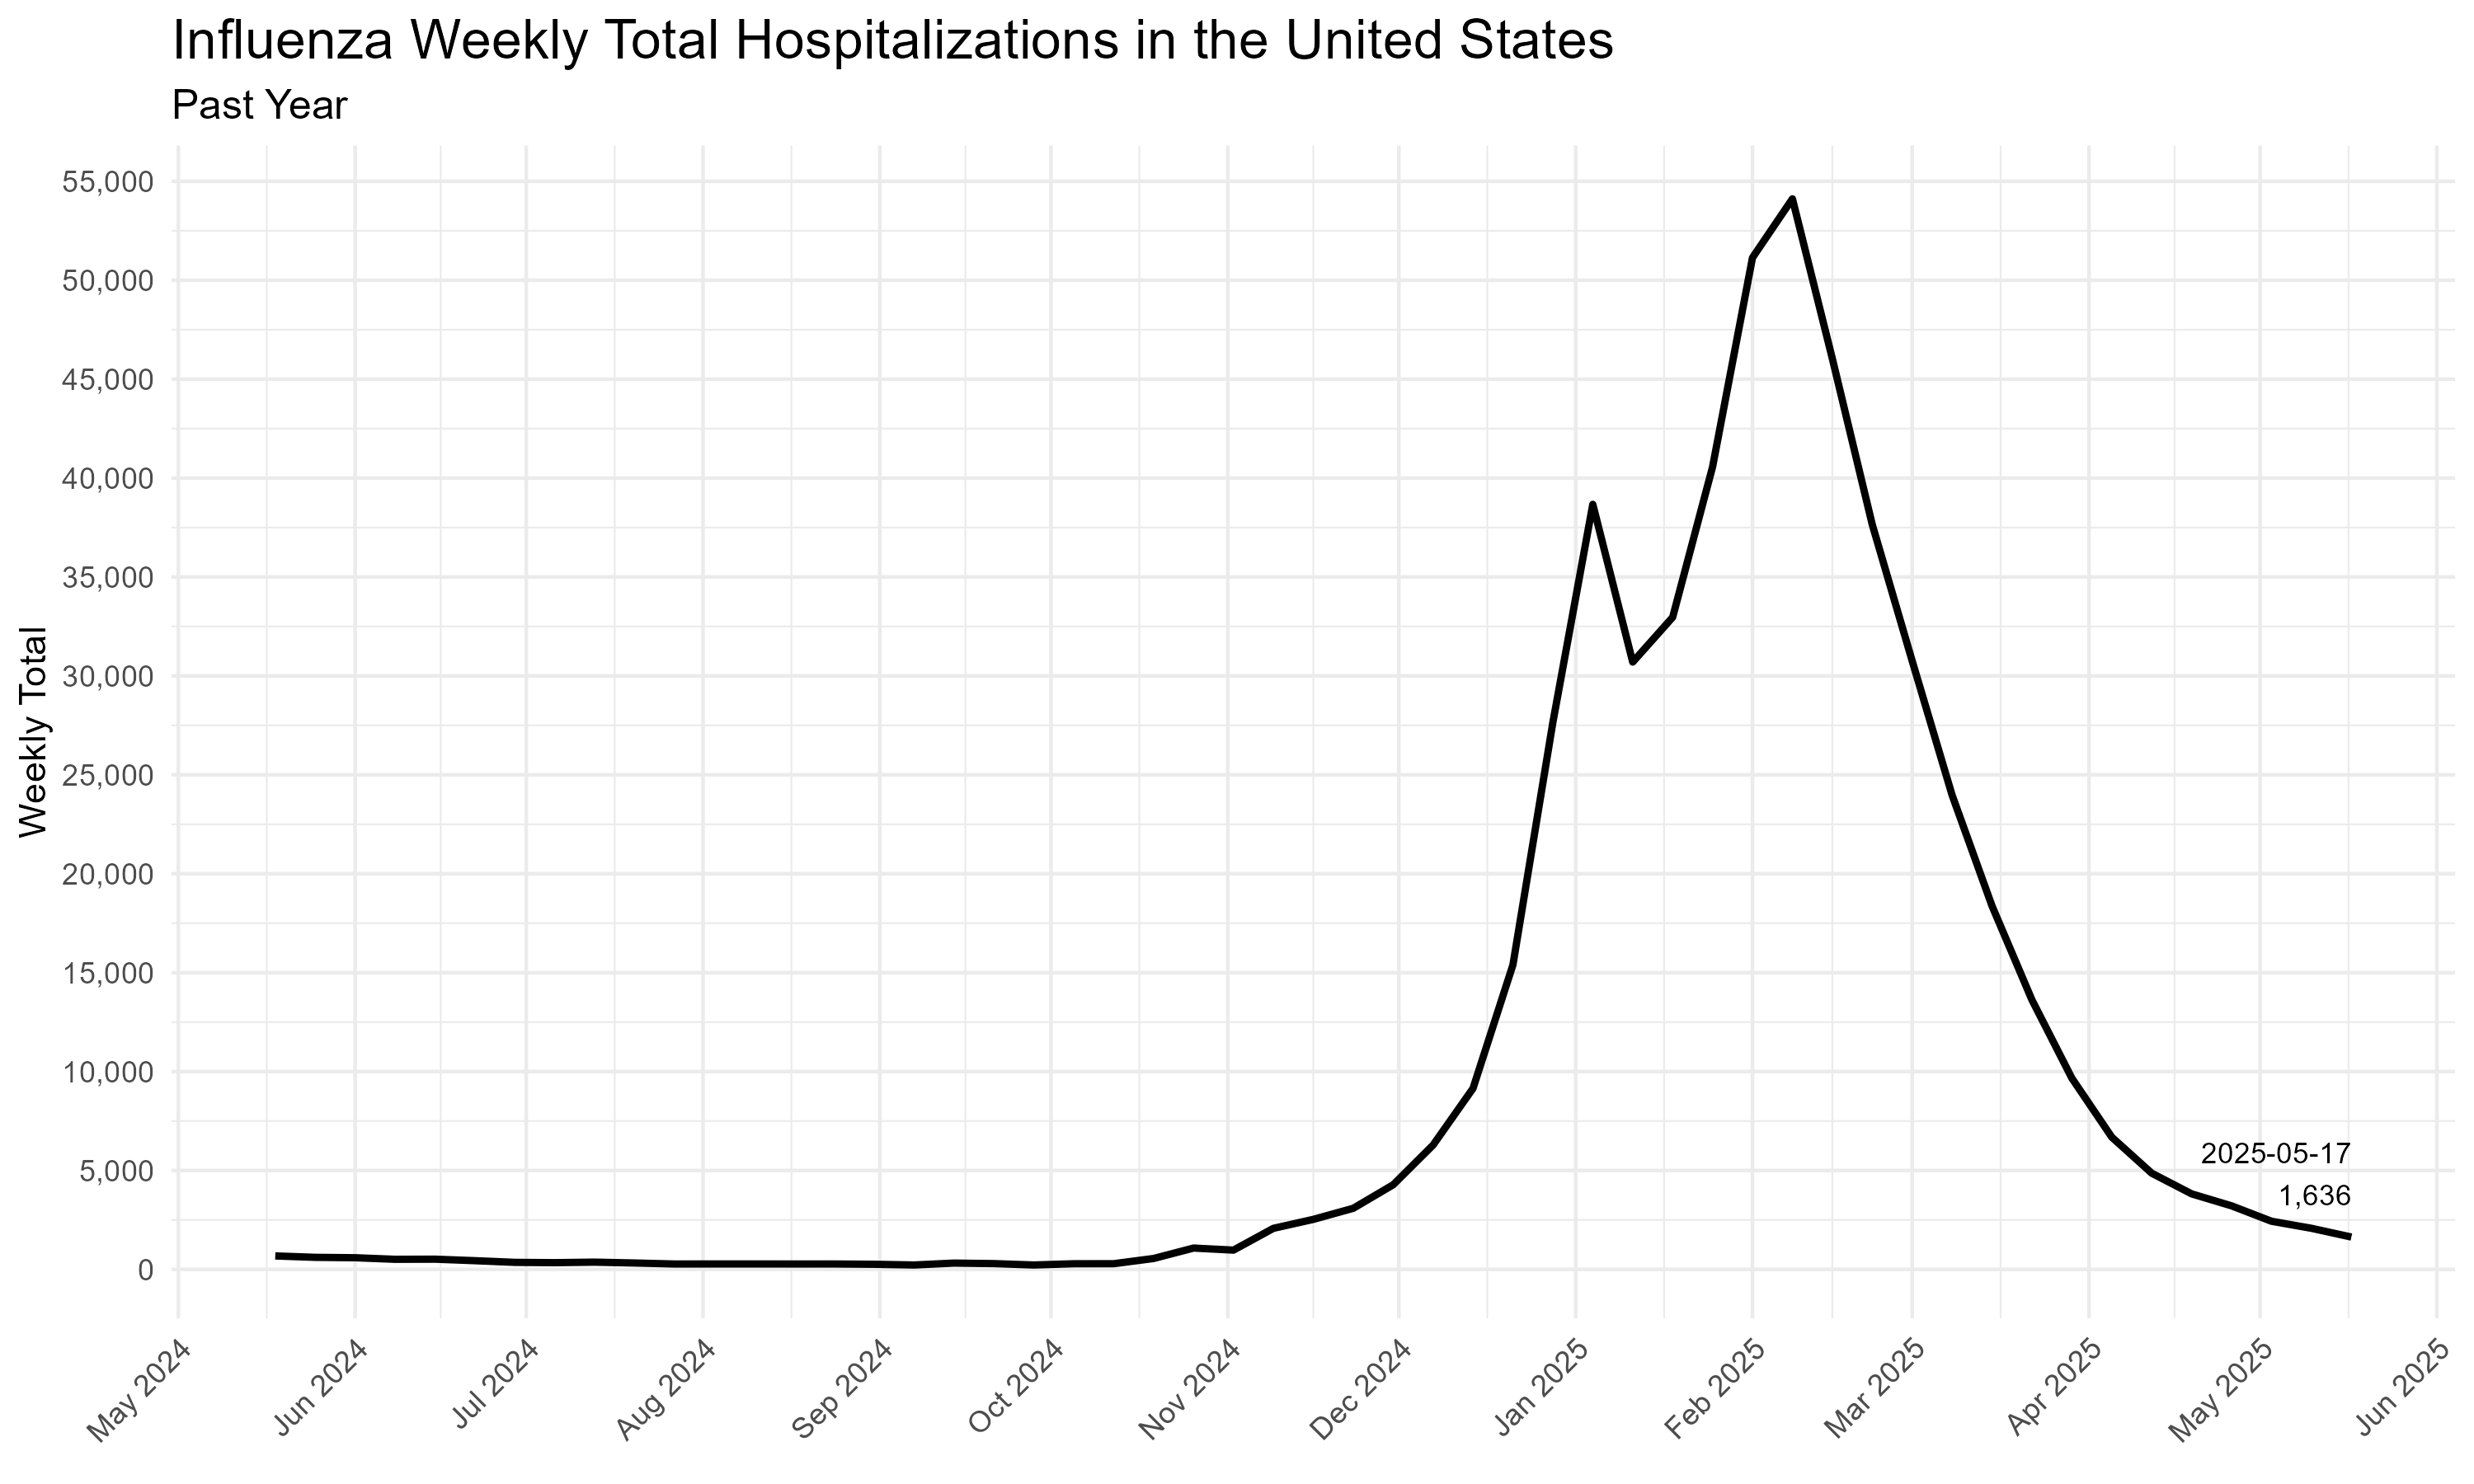 Influenza Weekly Total Hospitalizations in the United States
Past Year
Weekly Total
55,000
50,000
45,000
40,000
35,000
30,000
25,000
20,000
15,000
10,000
5,000
0
2025-05-17
1,636
May 2024
Jun 2024
Jul 2024
Aug 2024
Sep 2024
Oct 2024
Nov 2024
Dec 2024
Jan 2025
Feb 2025
Mar 2025
Apr 2025
May 2025
Jun 2025